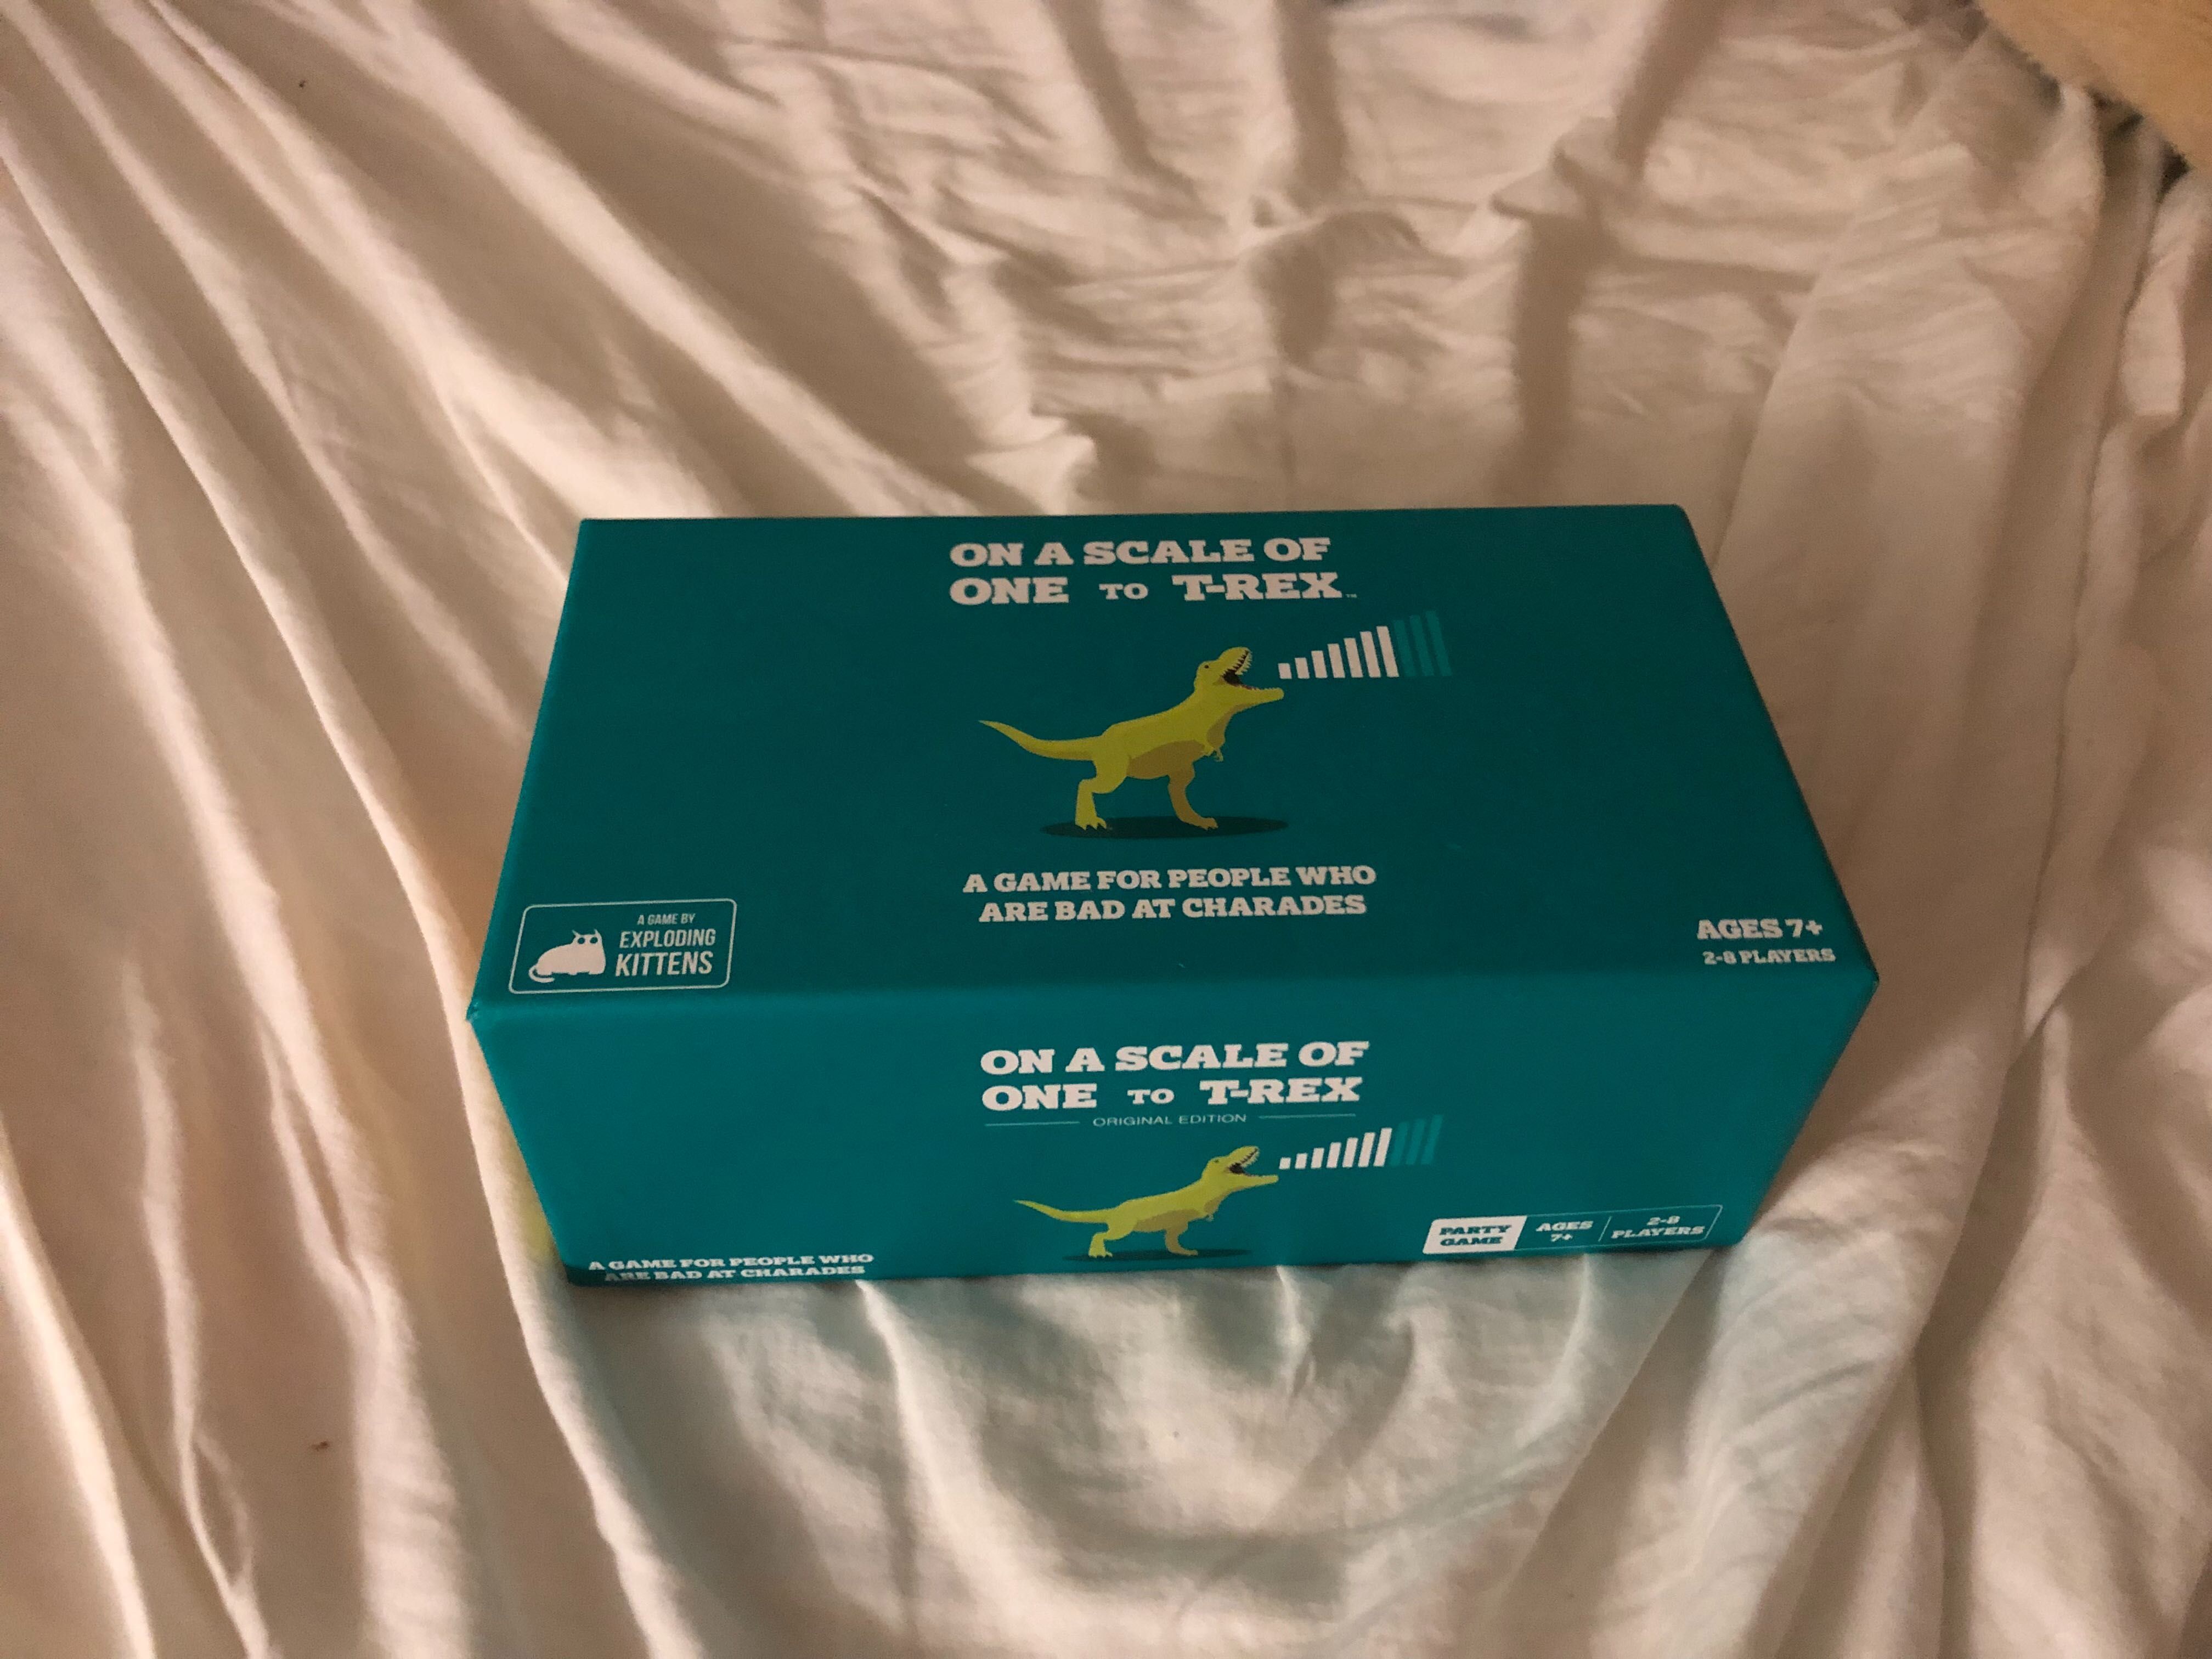 ON A SCALE OF
ONE TO T-REX™
A GAME FOR PEOPLE WHO
ARE BAD AT CHARADES
A GAME BY
EXPLODING
KITTENS
AGES 7+
2-8 PLAYERS
ON A SCALE OF
ONE TO T-REX
ORIGINAL EDITION
A GAME FOR PEOPLE WHO
ARE BAD AT CHARADES
PARTY
GAME
AGES
7+
2-8
PLAYERS